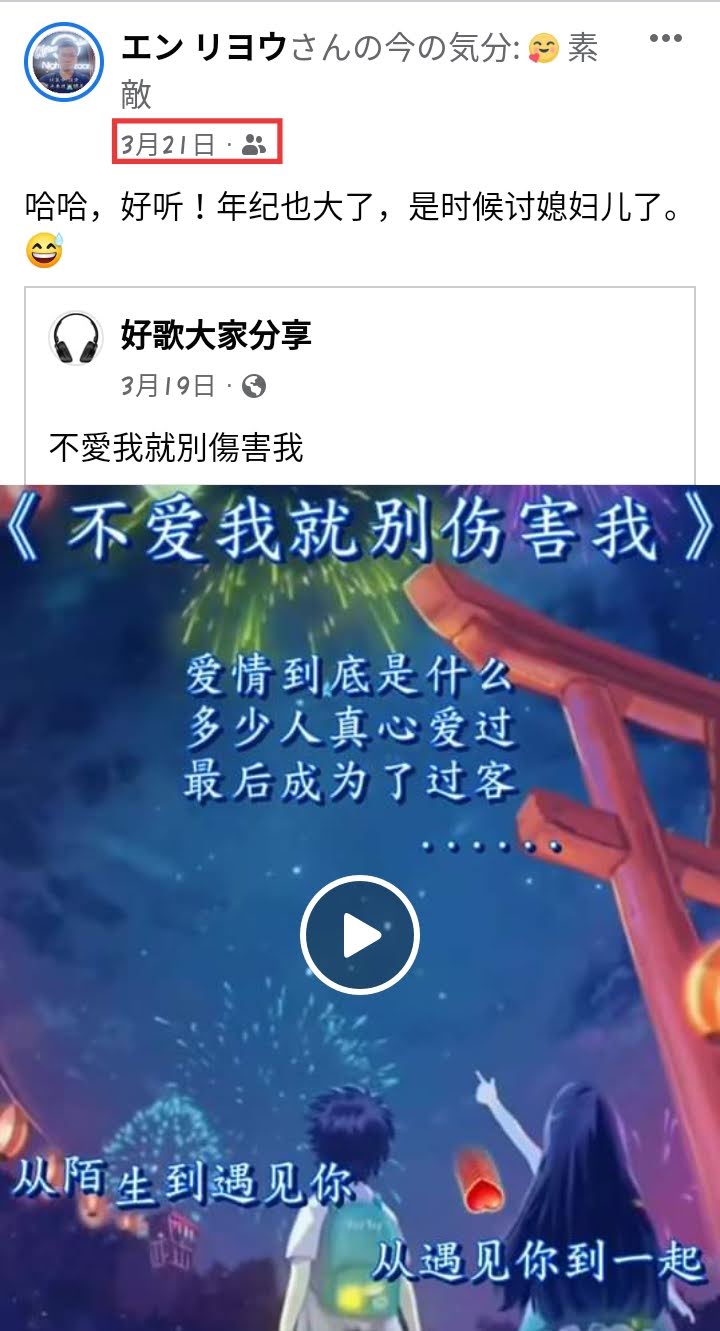 エン リヨウさんの今の気分: 🥰 素
敵
3月21日 ·
哈哈，好听！年纪也大了，是时候讨媳妇儿了。
😅
好歌大家分享
3月19日 ·
不愛我就別傷害我
《不爱我就别伤害我》
爱情到底是什么
多少人真心爱过
最后成为了过客
......
从陌生到遇见你
从遇见你到一起